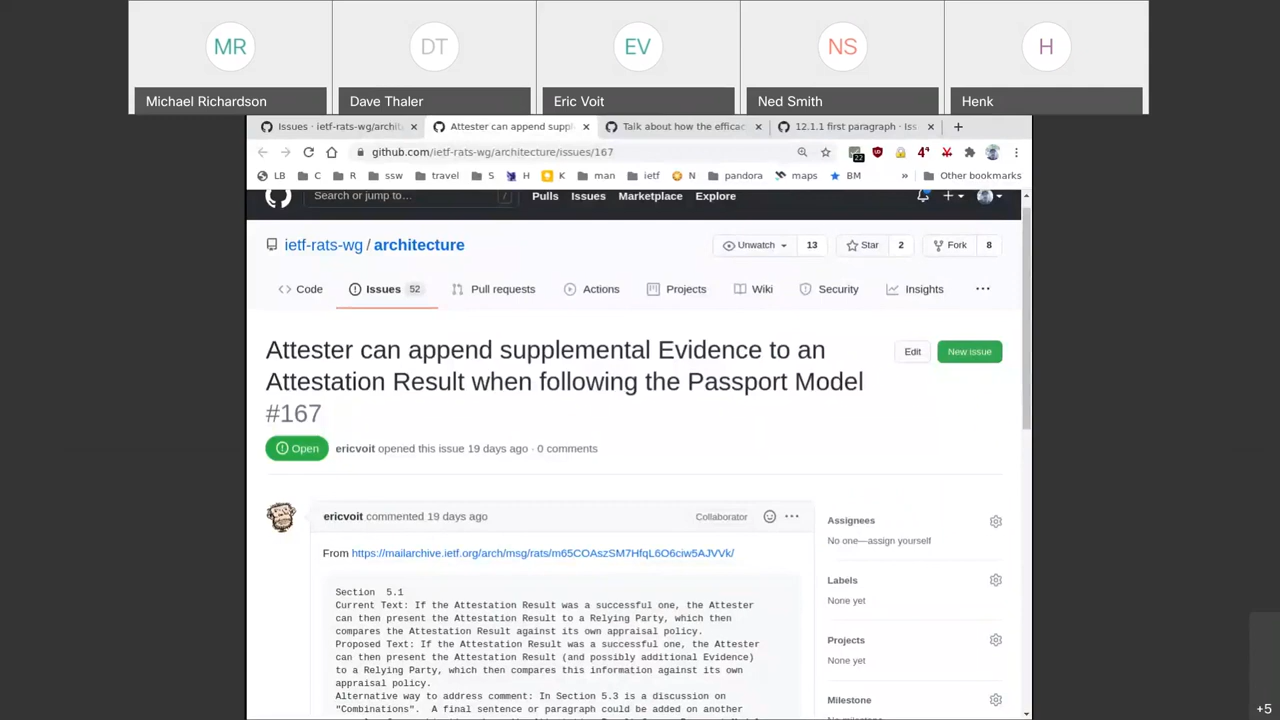 MR
DT
EV
NS
H
Michael Richardson
Dave Thaler
Eric Voit
Ned Smith
Henk
Issues · ietf-rats-wg/archit
Attester can append suppl
Talk about how the efficac
12.1.1 first paragraph · Iss
github.com/ietf-rats-wg/architecture/issues/167
22
LB
C
R
ssw
travel
S
H
K
man
ietf
N
pandora
maps
BM
»
Other bookmarks
Search or jump to…
/
Pulls
Issues
Marketplace
Explore
ietf-rats-wg / architecture
Unwatch 13
Star 2
Fork 8
Code
Issues 52
Pull requests
Actions
Projects
Wiki
Security
Insights
Attester can append supplemental Evidence to an
Attestation Result when following the Passport Model
#167
Edit
New issue
Open
ericvoit opened this issue 19 days ago · 0 comments
ericvoit commented 19 days ago
Collaborator
From https://mailarchive.ietf.org/arch/msg/rats/m65COAszSM7HfqL6O6ciw5AJVVk/
Section 5.1
Current Text: If the Attestation Result was a successful one, the Attester
can then present the Attestation Result to a Relying Party, which then
compares the Attestation Result against its own appraisal policy.
Proposed Text: If the Attestation Result was a successful one, the Attester
can then present the Attestation Result (and possibly additional Evidence)
to a Relying Party, which then compares this information against its own
appraisal policy.
Alternative way to address comment: In Section 5.3 is a discussion on
"Combinations". A final sentence or paragraph could be added on another
Assignees
No one—assign yourself
Labels
None yet
Projects
None yet
Milestone
+5